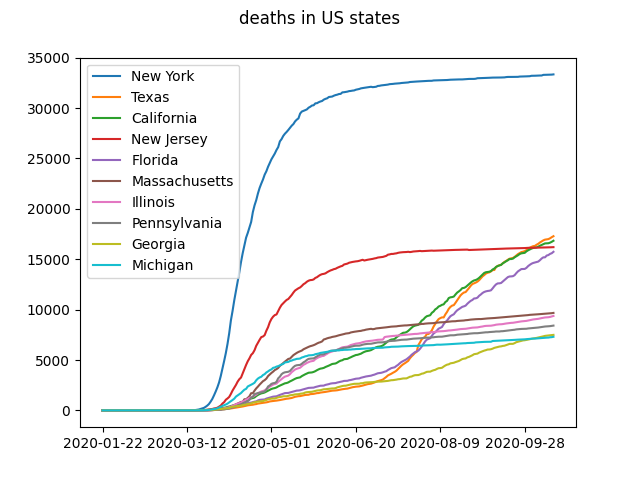 deaths in US states
35000
30000
25000
20000
15000
10000
5000
0
New York
Texas
California
New Jersey
Florida
Massachusetts
Illinois
Pennsylvania
Georgia
Michigan
2020-01-22 2020-03-12 2020-05-01 2020-06-20 2020-08-09 2020-09-28